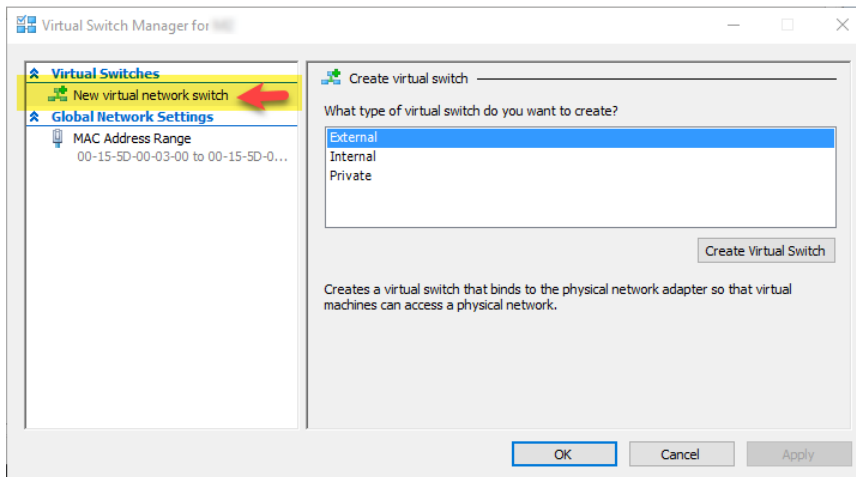 Virtual Switch Manager for
Virtual Switches
New virtual network switch
Global Network Settings
MAC Address Range
00-15-5D-00-03-00 to 00-15-5D-0...
Create virtual switch
What type of virtual switch do you want to create?
External
Internal
Private
Create Virtual Switch
Creates a virtual switch that binds to the physical network adapter so that virtual
machines can access a physical network.
OK
Cancel
Apply